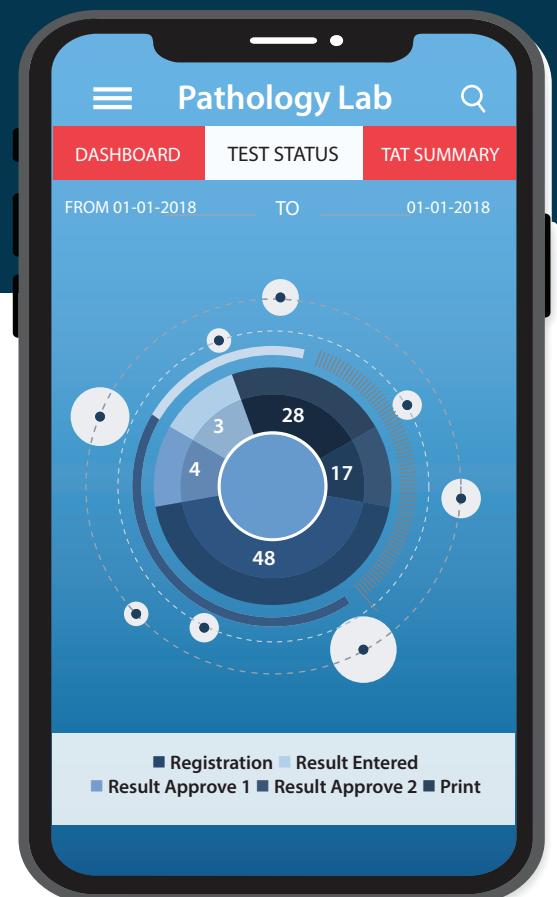 Pathology Lab
DASHBOARD TEST STATUS TAT SUMMARY
FROM 01-01-2018 TO 01-01-2018
28
3
4
17
48
Registration Result Entered
Result Approve 1 Result Approve 2 Print